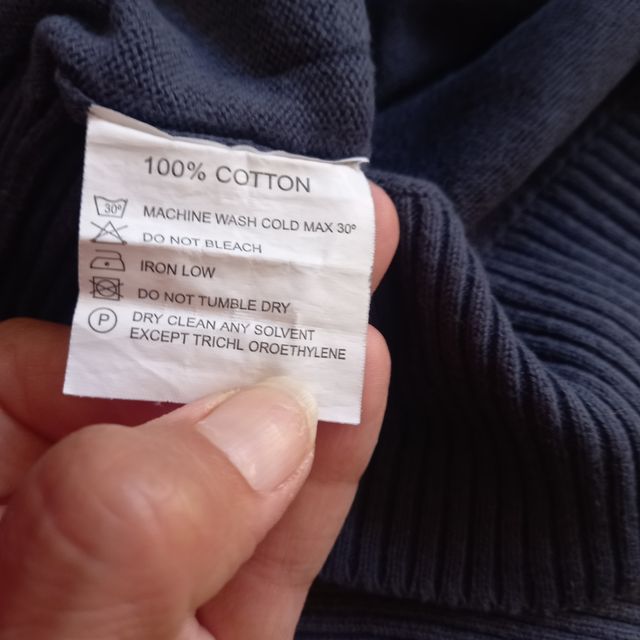 100% COTTON
30° MACHINE WASH COLD MAX 30°
DO NOT BLEACH
IRON LOW
DO NOT TUMBLE DRY
P DRY CLEAN ANY SOLVENT
EXCEPT TRICHL OROETHYLENE